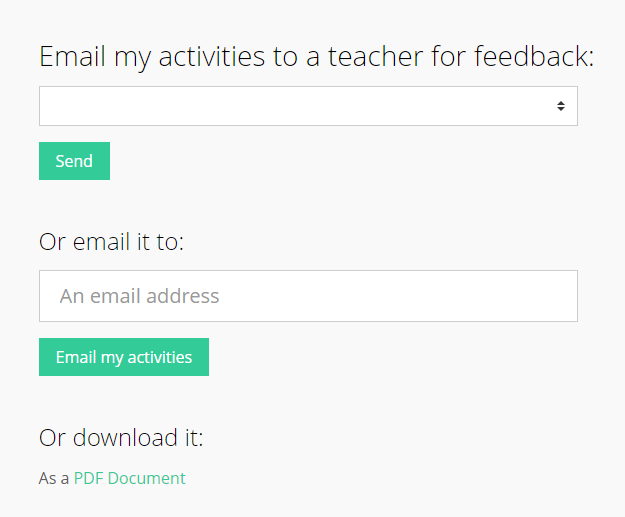 Email my activities to a teacher for feedback:
Send
Or email it to:
An email address
Email my activities
Or download it:
As a PDF Document